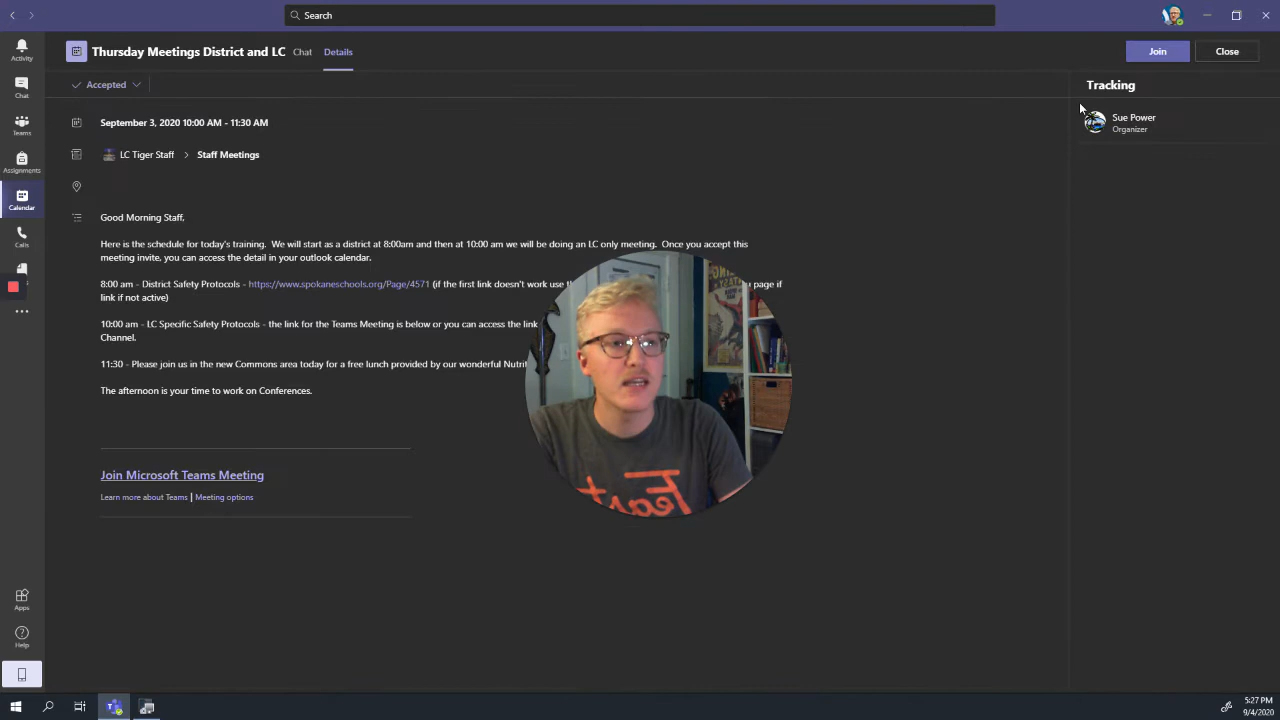 Search
Activity
Chat
Teams
Assignments
Calendar
Calls
Apps
Help
Thursday Meetings District and LC Chat Details
Join Close
Accepted
September 3, 2020 10:00 AM - 11:30 AM
LC Tiger Staff > Staff Meetings
Good Morning Staff,
Here is the schedule for today's training. We will start as a district at 8:00am and then at 10:00 am we will be doing an LC only meeting. Once you accept this
meeting invite, you can access the detail in your outlook calendar.
8:00 am - District Safety Protocols - https://www.spokaneschools.org/Page/4571 (if the first link doesn't work use page if
link if not active)
10:00 am - LC Specific Safety Protocols - the link for the Teams Meeting is below or you can access the link
Channel.
11:30 - Please join us in the new Commons area today for a free lunch provided by our wonderful
The afternoon is your time to work on Conferences.
Join Microsoft Teams Meeting
Learn more about Teams | Meeting options
Tracking
Sue Power
Organizer
Feast
5:27 PM
9/4/2020